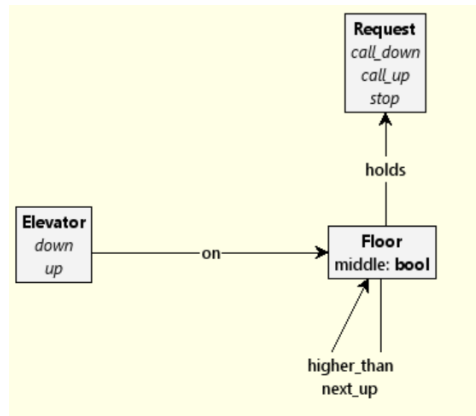 Request
call_down
call_up
stop
holds
Elevator
down
up
on
Floor
middle: bool
higher_than
next_up